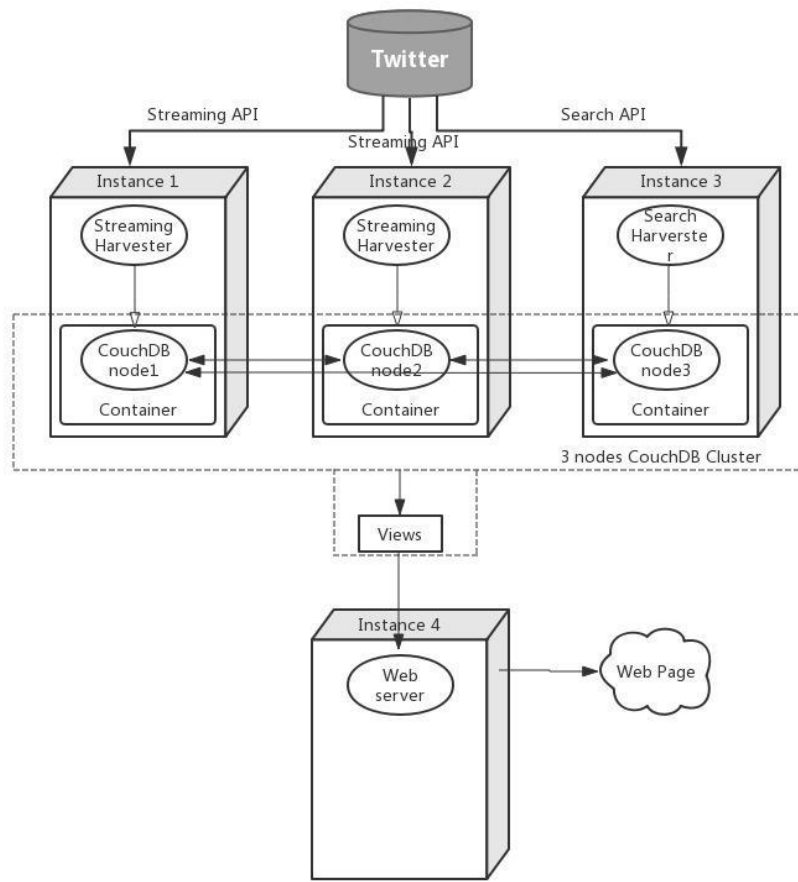 Twitter
Streaming API
Streaming API
Search API
Instance 1
Instance 2
Instance 3
Streaming
Harvester
Streaming
Harvester
Search
Harverste
r
CouchDB
node1
CouchDB
node2
CouchDB
node3
Container
Container
Container
3 nodes CouchDB Cluster
Views
Instance 4
Web
server
Web Page